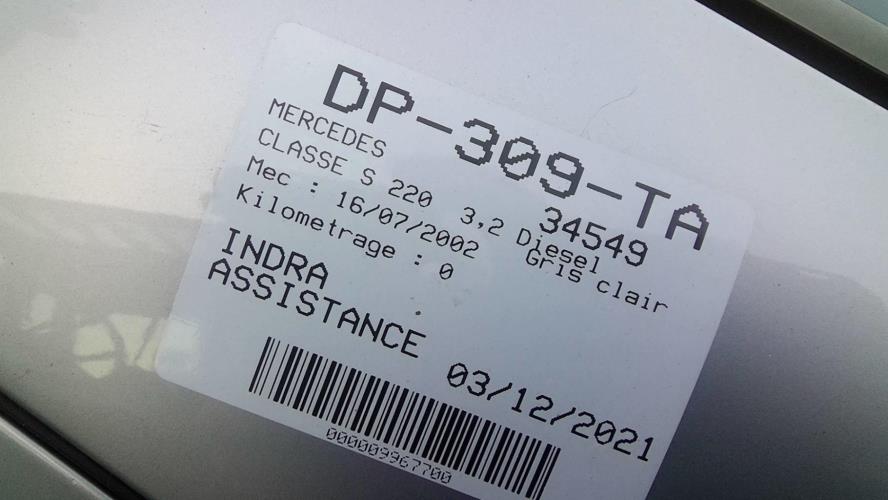 DP-309-TA
MERCEDES 34549
CLASSE S 220 3,2 Diesel
Mec : 16/07/2002 Gris clair
Kilometrage : 0
INDRA
ASSISTANCE 03/12/2021
000009967700